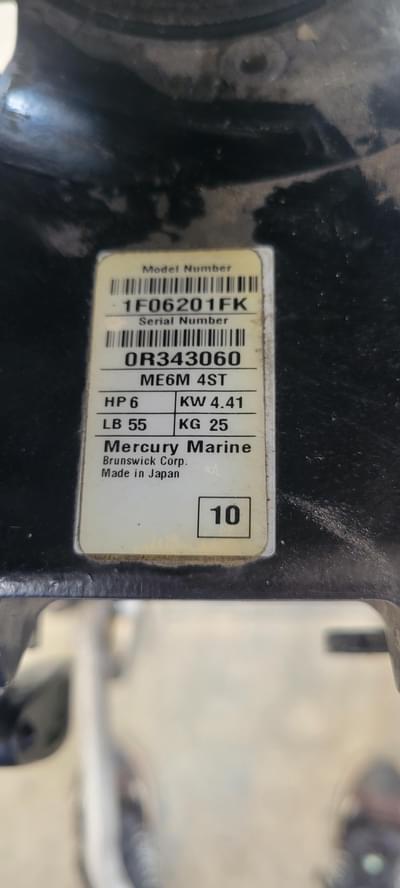 Model Number
1F06201FK
Serial Number
0R343060
ME6M 4ST
HP 6 KW 4.41
LB 55 KG 25
Mercury Marine
Brunswick Corp.
Made in Japan
10